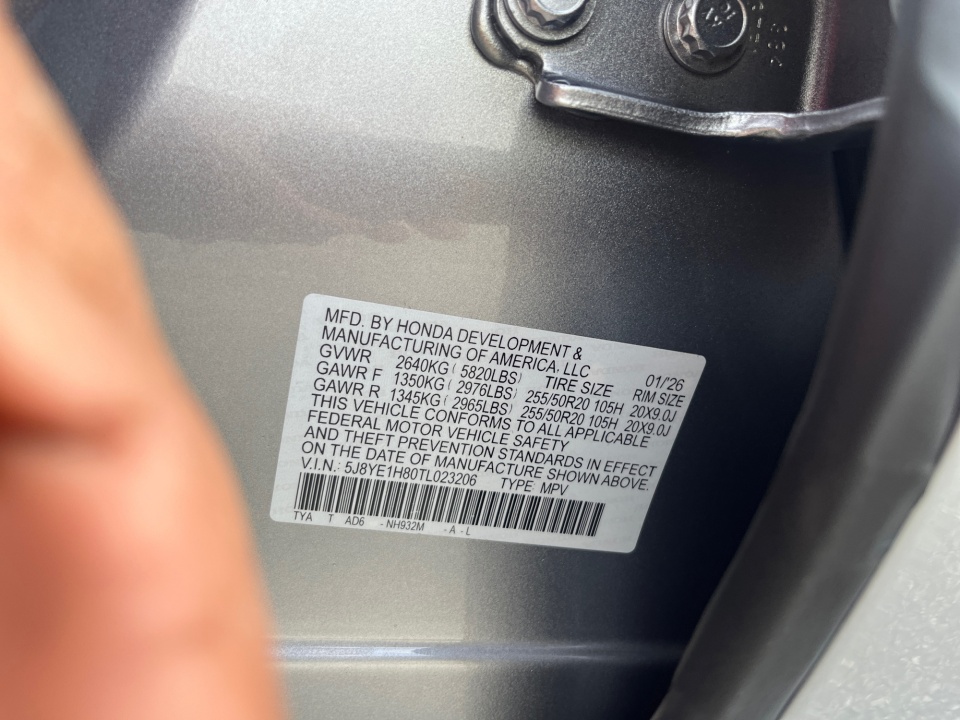 MFD. BY HONDA DEVELOPMENT &
MANUFACTURING OF AMERICA, LLC 01/26
GVWR 2640KG ( 5820LBS) TIRE SIZE RIM SIZE
GAWR F 1350KG ( 2976LBS) 255/50R20 105H 20X9.0J
GAWR R 1345KG ( 2965LBS) 255/50R20 105H 20X9.0J
THIS VEHICLE CONFORMS TO ALL APPLICABLE
FEDERAL MOTOR VEHICLE SAFETY
AND THEFT PREVENTION STANDARDS IN EFFECT
ON THE DATE OF MANUFACTURE SHOWN ABOVE.
V.I.N.: 5J8YE1H80TL023206 TYPE: MPV
TYA T AD6 - NH932M - A - L